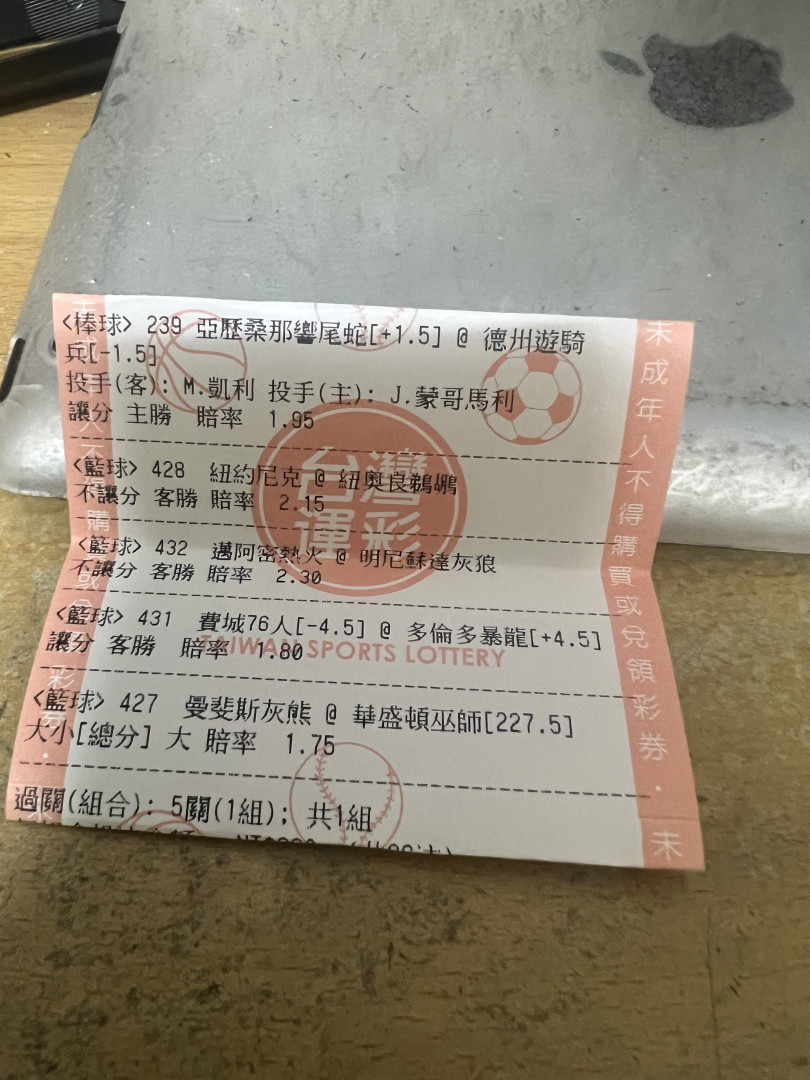 <棒球> 239 亞歷桑那響尾蛇[+1.5] @ 德州遊騎
兵[-1.5]
投手(客): M.凱利 投手(主): J.蒙哥馬利
讓分 主勝 賠率 1.95
<籃球> 428 紐約尼克 @ 紐奧良鵜鶘
不讓分 客勝 賠率 2.15
<籃球> 432 邁阿密熱火 @ 明尼蘇達灰狼
不讓分 客勝 賠率 2.30
<籃球> 431 費城76人[-4.5] @ 多倫多暴龍[+4.5]
讓分 客勝 賠率 1.80
<籃球> 427 曼斐斯灰熊 @ 華盛頓巫師[227.5]
大小[總分] 大 賠率 1.75
過關(組合): 5關(1組); 共1組
台灣
運彩
TAIWAN SPORTS LOTTERY
未成年人不得購買或兌領彩券・未